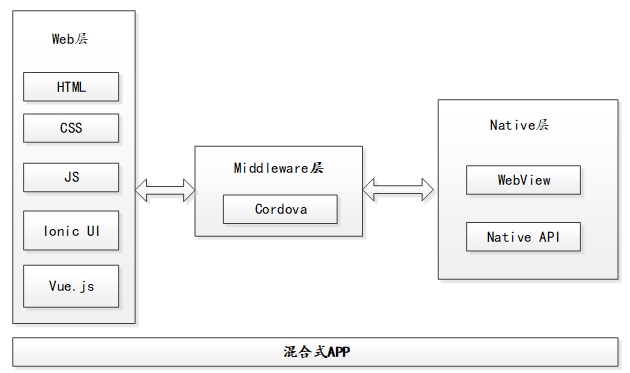 Web层
HTML
CSS
JS
Ionic UI
Vue.js
Middleware层
Cordova
Native层
WebView
Native API
混合式APP